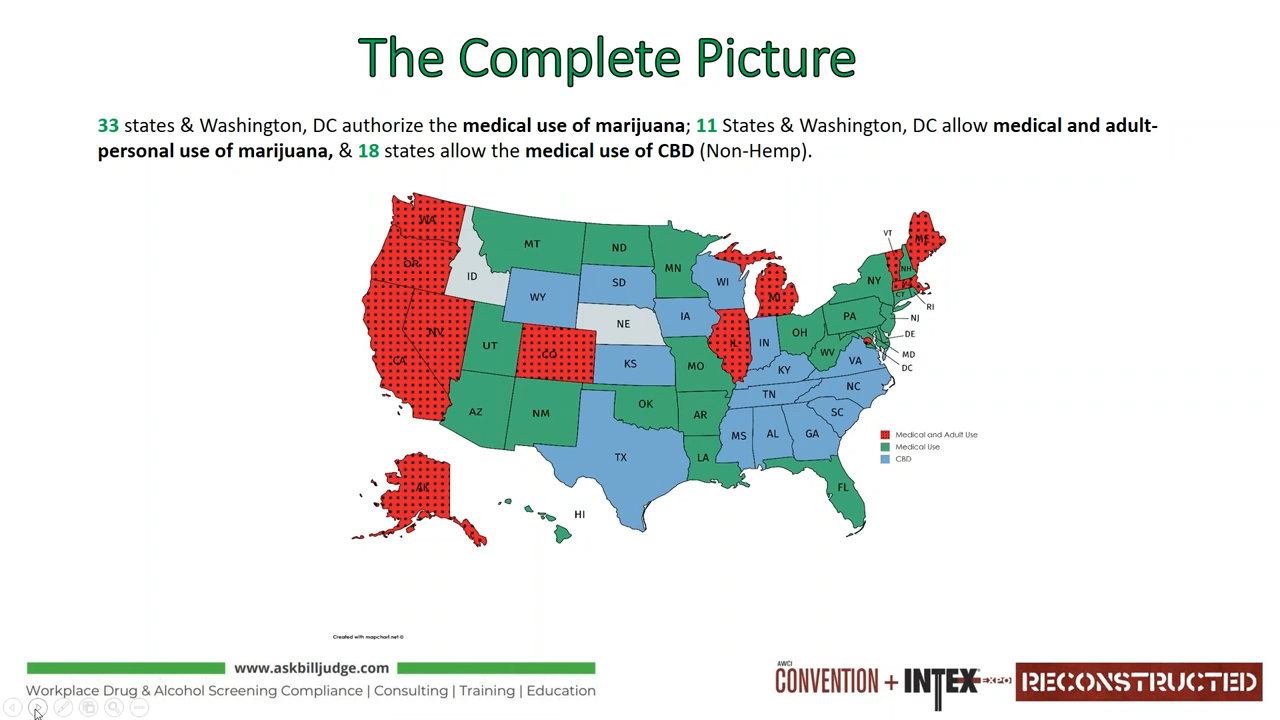 The Complete Picture
33 states & Washington, DC authorize the medical use of marijuana; 11 States & Washington, DC allow medical and adult-
personal use of marijuana, & 18 states allow the medical use of CBD (Non-Hemp).
WA
OR
CA
NV
ID
MT
WY
UT
CO
AZ
NM
ND
SD
NE
KS
OK
TX
MN
IA
MO
AR
LA
WI
IL
MI
IN
OH
KY
TN
MS
AL
GA
FL
SC
NC
VA
WV
PA
NY
VT
NH
ME
CT
RI
NJ
DE
MD
DC
AK
HI
Medical and Adult Use
Medical Use
CBD
Created with mapchart.net ©
www.askbilljudge.com
Workplace Drug & Alcohol Screening Compliance | Consulting | Training | Education
AWCI
CONVENTION + INTEX EXPO
RECONSTRUCTED